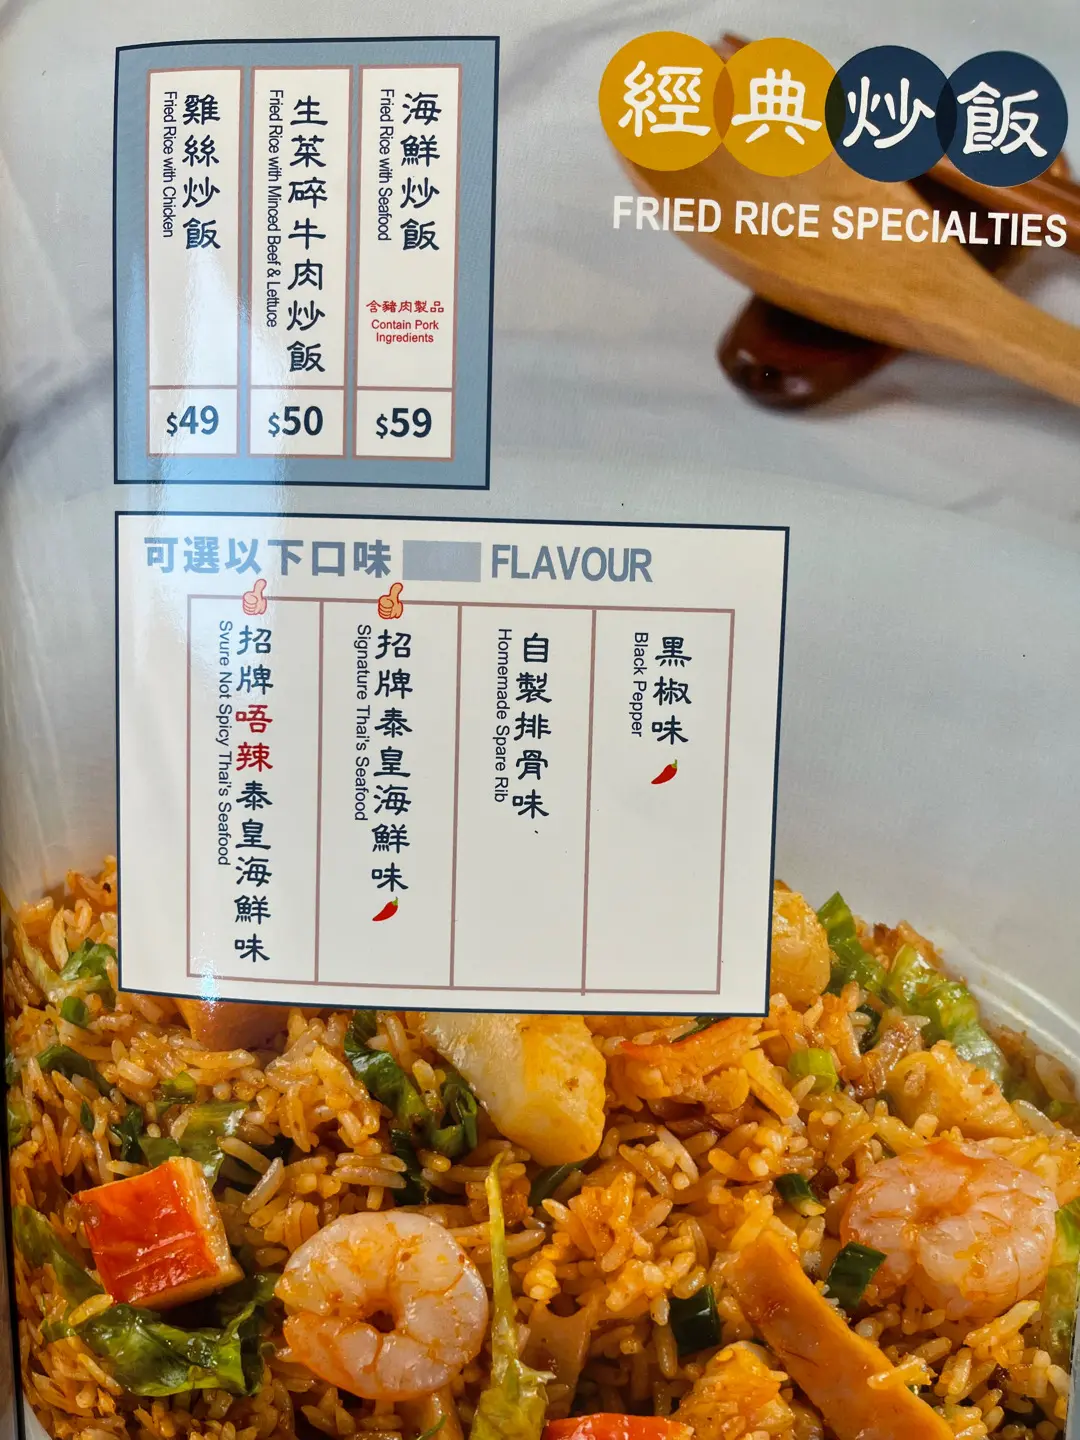 經典炒飯
FRIED RICE SPECIALTIES
海鮮炒飯
Fried Rice with Seafood
含豬肉製品
Contain Pork
Ingredients
$59
生菜碎牛肉炒飯
Fried Rice with Minced Beef & Lettuce
$50
雞絲炒飯
Fried Rice with Chicken
$49
可選以下口味 FLAVOUR
黑椒味
Black Pepper
自製排骨味
Homemade Spare Rib
招牌泰皇海鮮味
Signature Thai's Seafood
招牌唔辣泰皇海鮮味
Svure Not Spicy Thai's Seafood